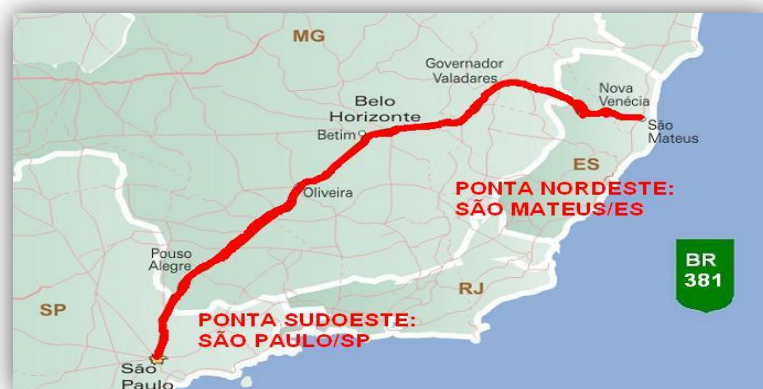 MG
Governador
Valadares
Belo
Horizonte
Betim
Nova
Venécia
São
Mateus
ES
Oliveira
PONTA NORDESTE:
SÃO MATEUS/ES
Pouso
Alegre
BR
381
RJ
SP
PONTA SUDOESTE:
SÃO PAULO/SP
São
Paulo